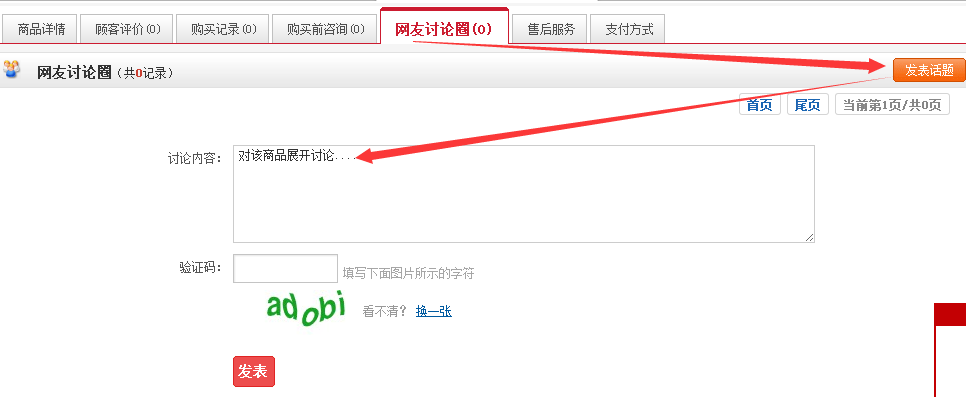 商品详情 顾客评价(0) 购买记录(0) 购买前咨询(0) 网友讨论圈(0) 售后服务 支付方式
网友讨论圈(共0记录) 发表话题
首页 尾页 当前第1页/共0页
讨论内容: 对该商品展开讨论....
验证码: 填写下面图片所示的字符
adobi 看不清? 换一张
发表